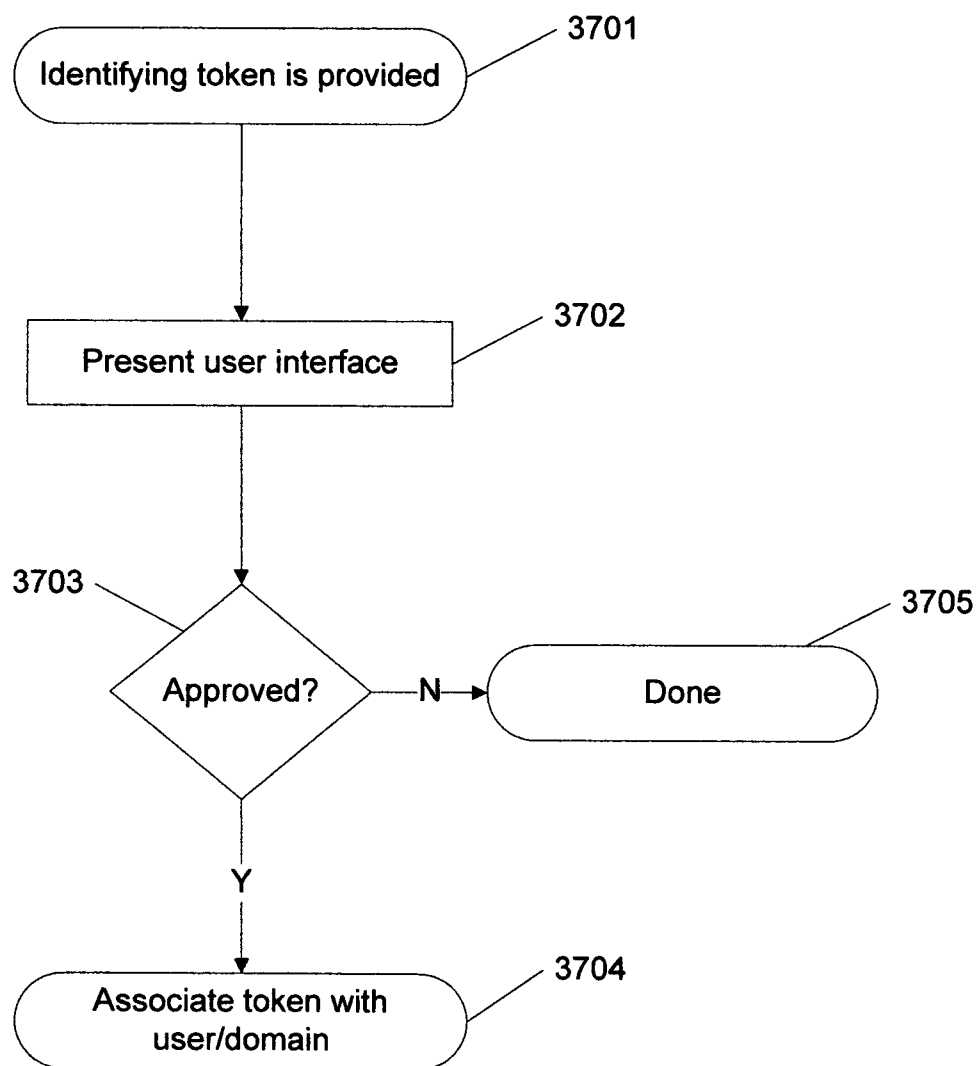 3701
Identifying token is provided
3702
Present user interface
3703
Approved?
N
3705
Done
Y
3704
Associate token with
user/domain